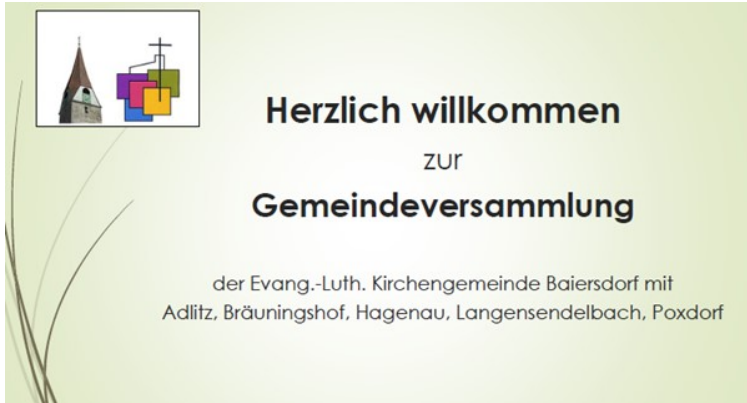 Herzlich willkommen
zur
Gemeindeversammlung
der Evang.-Luth. Kirchengemeinde Baiersdorf mit
Adlitz, Bräuningshof, Hagenau, Langensendelbach, Poxdorf